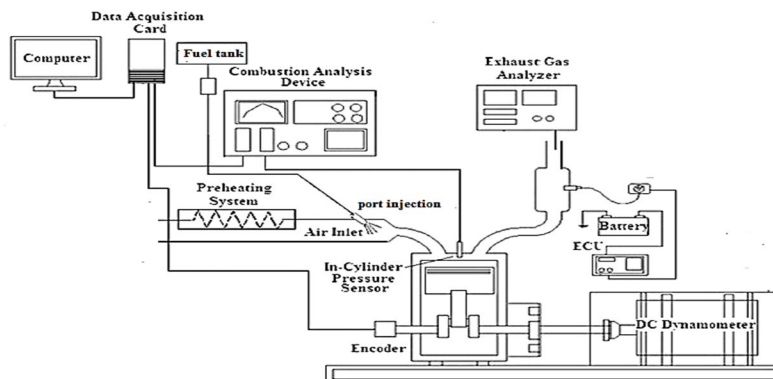 Data Acquisition
Card
Computer
Fuel tank
Combustion Analysis
Device
Exhaust Gas
Analyzer
Preheating
System
port injection
Air Inlet
Battery
ECU
In-Cylinder
Pressure
Sensor
Encoder
DC Dynamometer